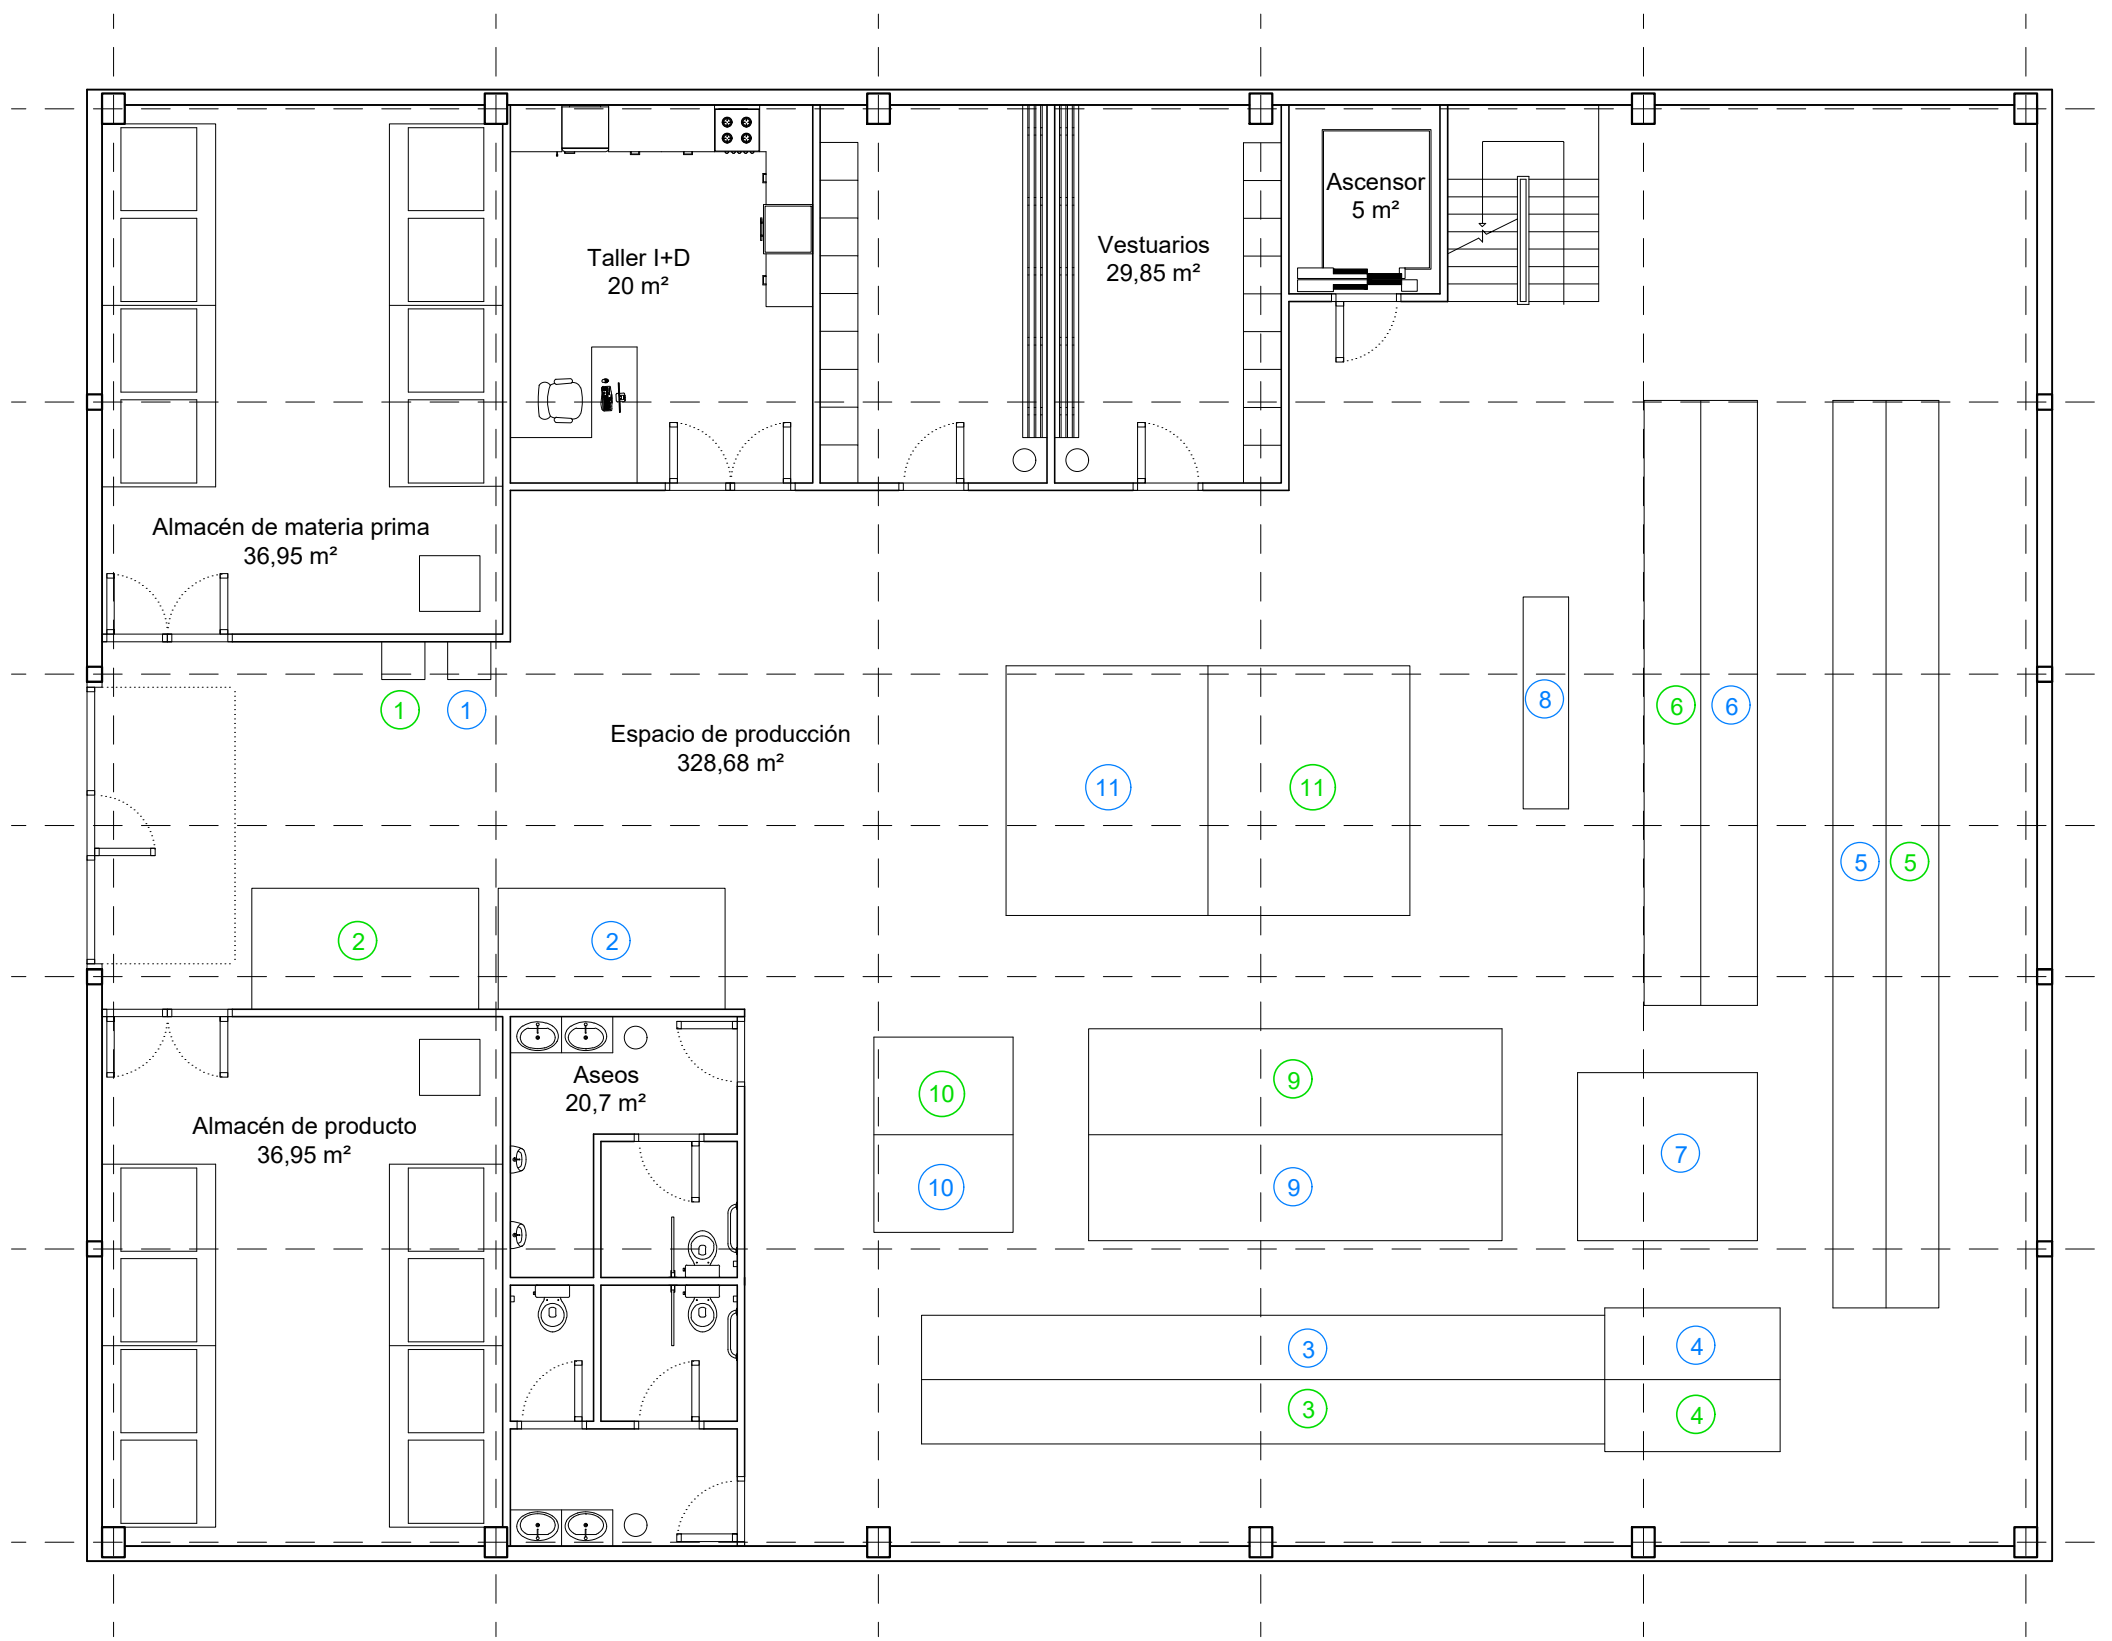 Ascensor
5 m²
Taller I+D
20 m²
Vestuarios
29,85 m²
Almacén de materia prima
36,95 m²
1
1
Espacio de producción
328,68 m²
8
6
6
11
11
5
5
2
2
Aseos
20,7 m²
10
9
Almacén de producto
36,95 m²
7
10
9
3
4
3
4